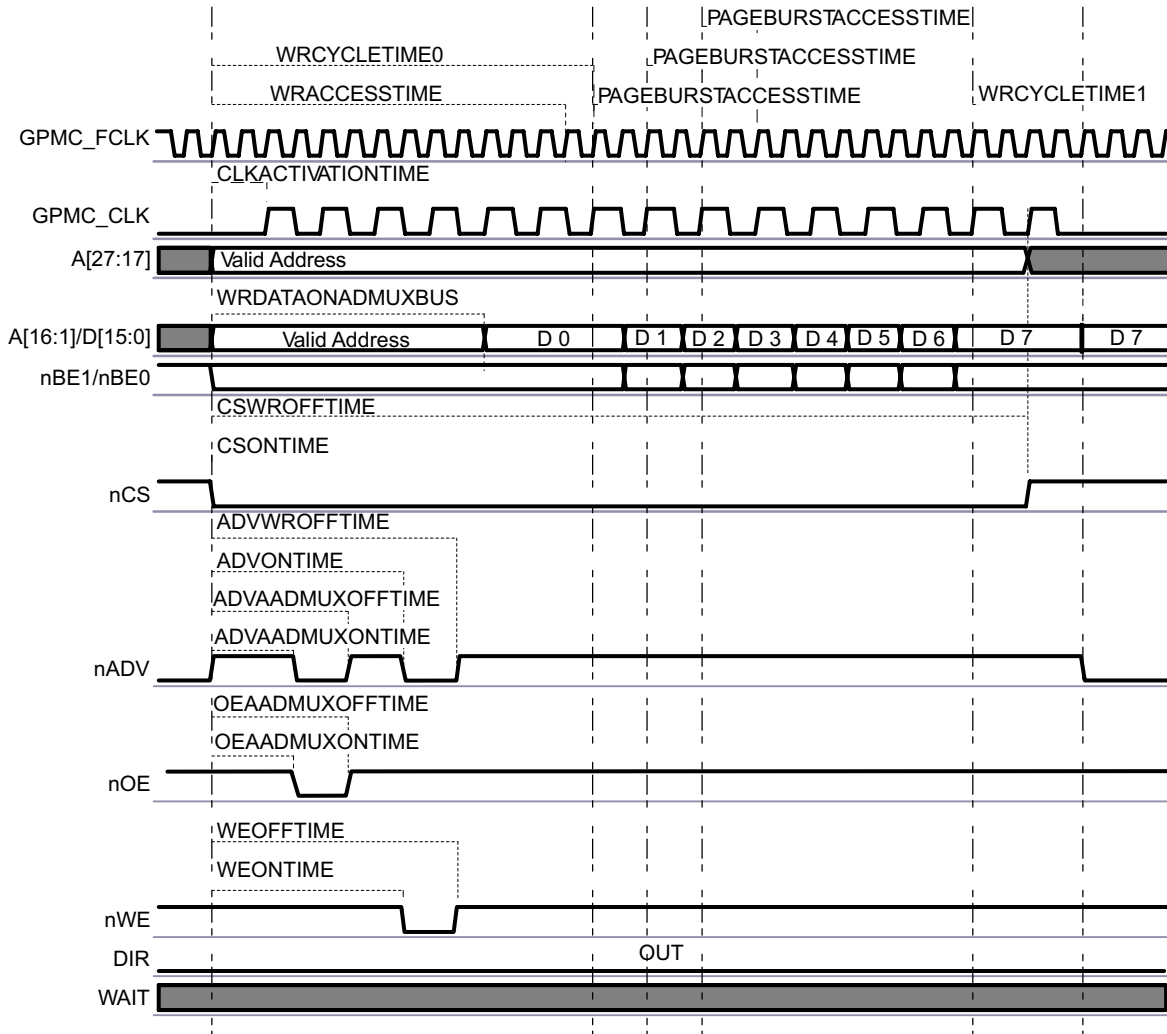 PAGEBURSTACCESSTIME
WRCYCLETIME0
PAGEBURSTACCESSTIME
WRACCESSTIME
PAGEBURSTACCESSTIME
WRCYCLETIME1
GPMC_FCLK
CLKACTIVATIONTIME
GPMC_CLK
A[27:17]
Valid Address
WRDATAONADMUXBUS
A[16:1]/D[15:0]
Valid Address
D 0
D 1
D 2
D 3
D 4
D 5
D 6
D 7
D 7
nBE1/nBE0
CSWROFFTIME
CSONTIME
nCS
ADVWROFFTIME
ADVONTIME
ADVAADMUXOFFTIME
ADVAADMUXONTIME
nADV
OEAADMUXOFFTIME
OEAADMUXONTIME
nOE
WEOFFTIME
WEONTIME
nWE
DIR
OUT
WAIT